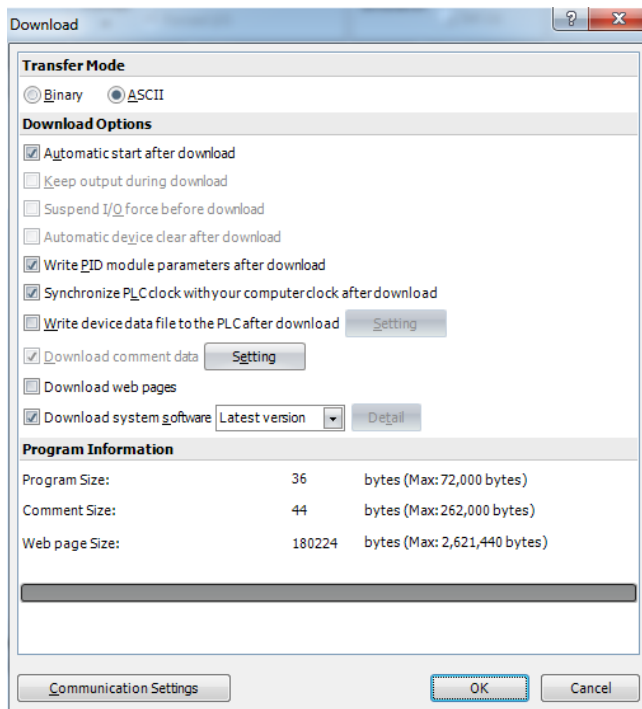 Download
?
X
Transfer Mode
Binary ASCII
Download Options
Automatic start after download
Keep output during download
Suspend I/O force before download
Automatic device clear after download
Write PID module parameters after download
Synchronize PLC clock with your computer clock after download
Write device data file to the PLC after download Setting
Download comment data Setting
Download web pages
Download system software Latest version Detail
Program Information
Program Size: 36 bytes (Max: 72,000 bytes)
Comment Size: 44 bytes (Max: 262,000 bytes)
Web page Size: 180224 bytes (Max: 2,621,440 bytes)
Communication Settings OK Cancel